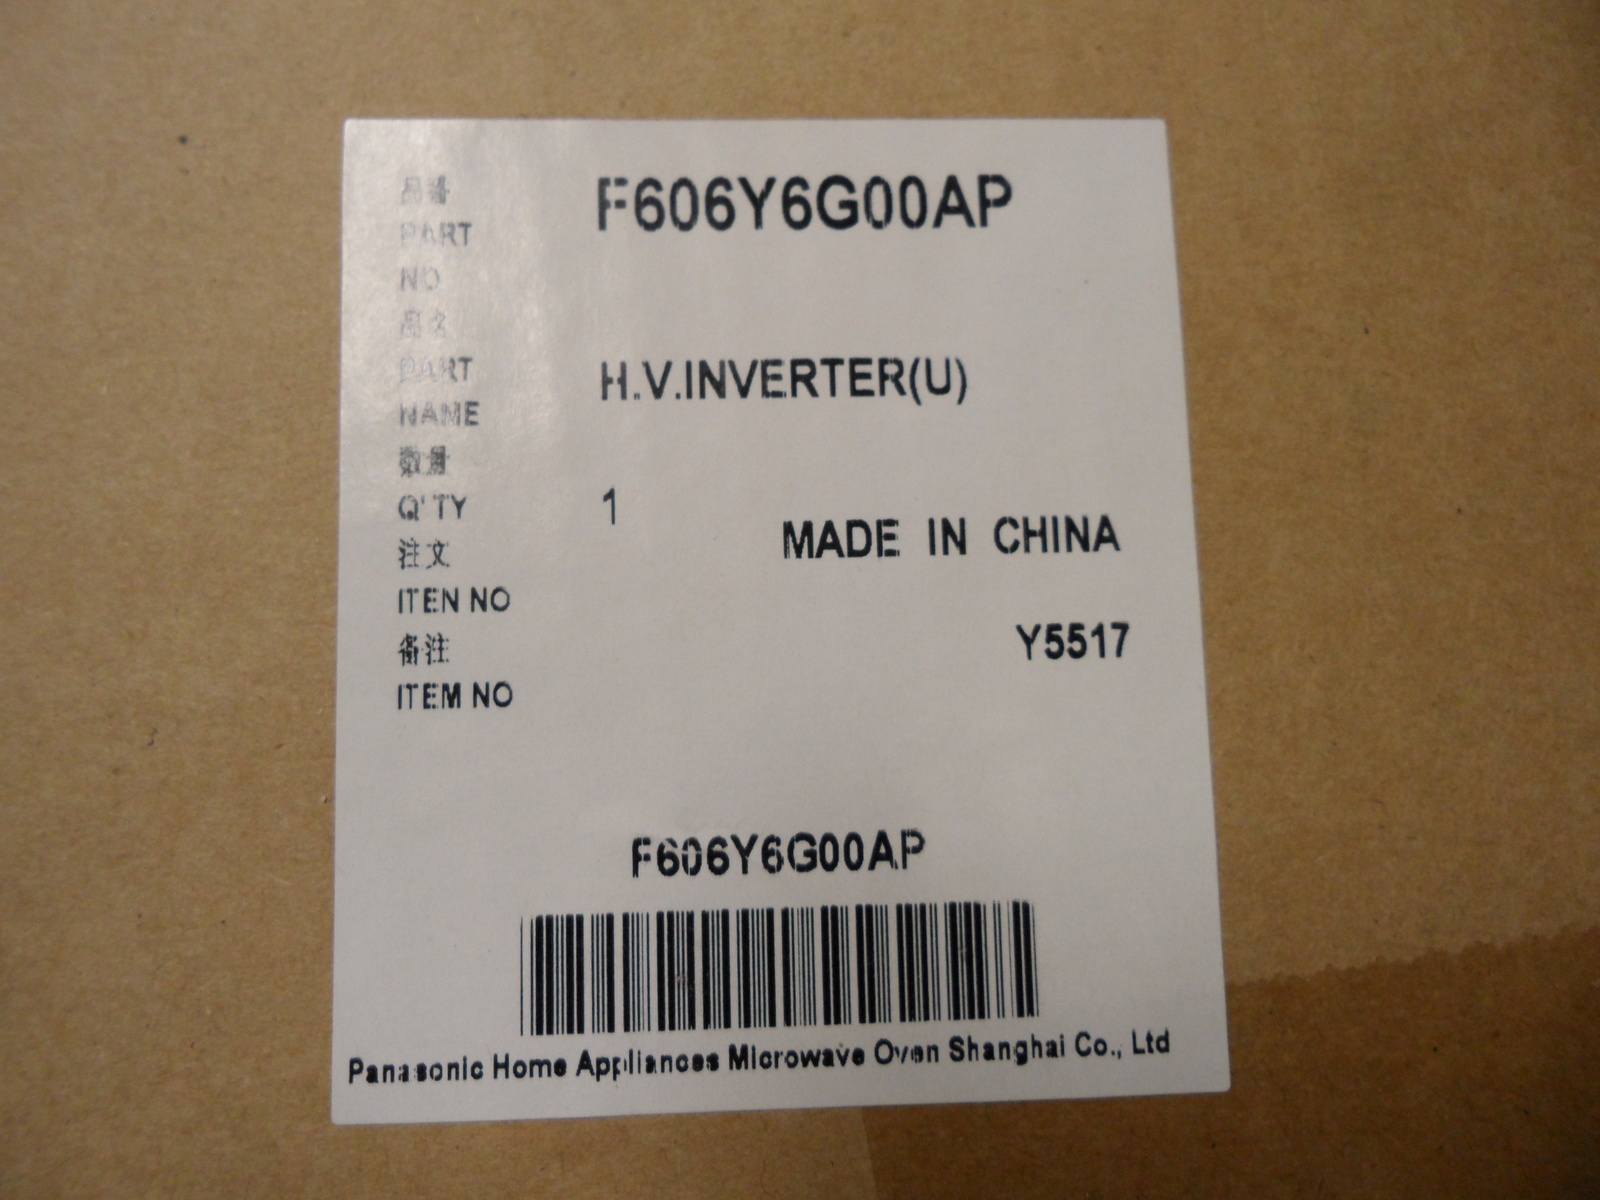 品番
F606Y6G00AP
PART
NO
品名
PART
H.V.INVERTER(U)
NAME
数量
Q'TY 1
MADE IN CHINA
注文
ITEN NO
备注
Y5517
ITEM NO
F606Y6G00AP
Panasonic Home Appliances Microwave Oven Shanghai Co., Ltd